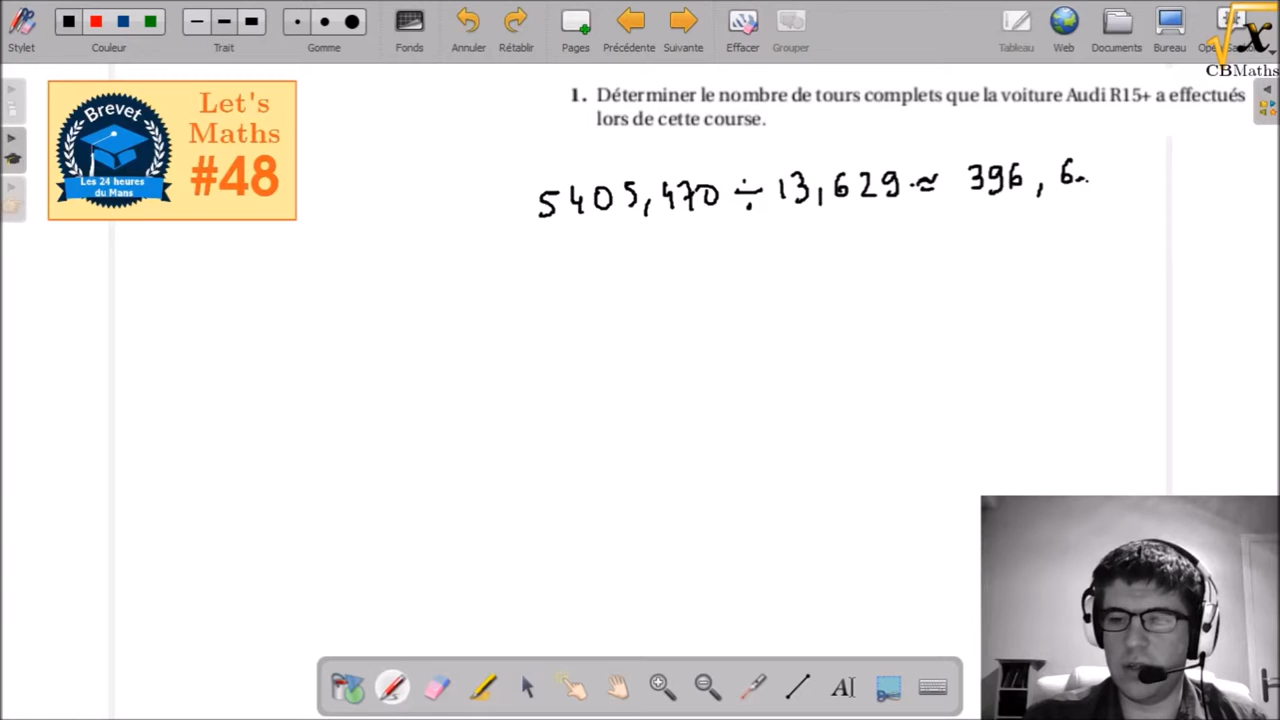 Stylet
Couleur
Trait
Gomme
Fonds
Annuler
Rétablir
Pages
Précédente
Suivante
Effacer
Grouper
Tableau
Web
Documents
Bureau
CBMaths
Brevet
Les 24 heures
du Mans
Let's
Maths
#48
1. Déterminer le nombre de tours complets que la voiture Audi R15+ a effectués
lors de cette course.
5405,470 ÷ 13,629 ≈ 396,6..